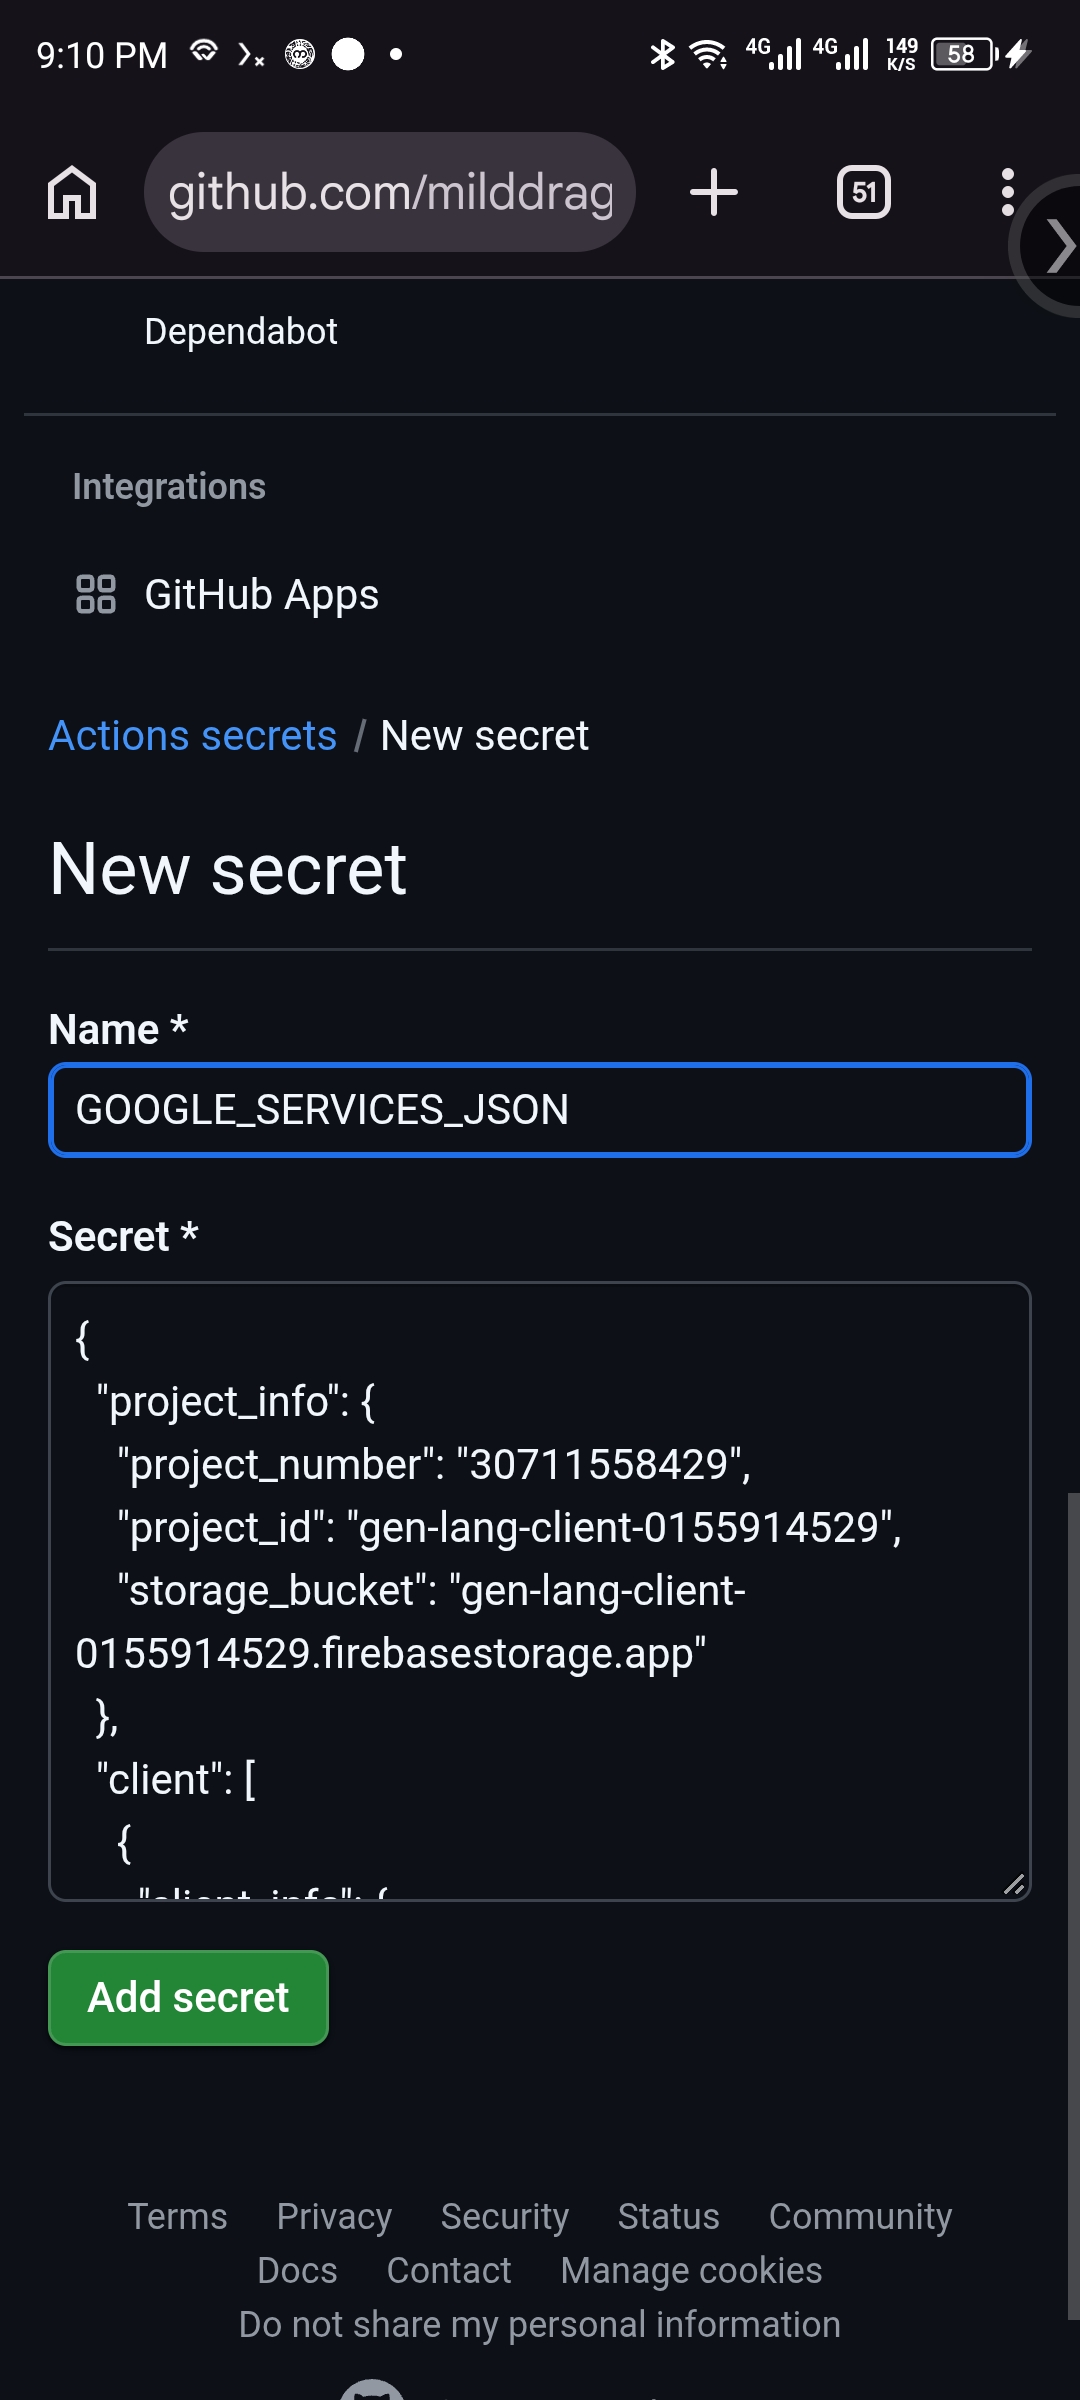 9:10 PM
4G 4G 149 K/S 58
github.com/milddrag
51
Dependabot
Integrations
GitHub Apps
Actions secrets / New secret
New secret
Name *
GOOGLE_SERVICES_JSON
Secret *
{
"project_info": {
"project_number": "30711558429",
"project_id": "gen-lang-client-0155914529",
"storage_bucket": "gen-lang-client-
0155914529.firebasestorage.app"
},
"client": [
{
"client_info": {
Add secret
Terms Privacy Security Status Community
Docs Contact Manage cookies
Do not share my personal information